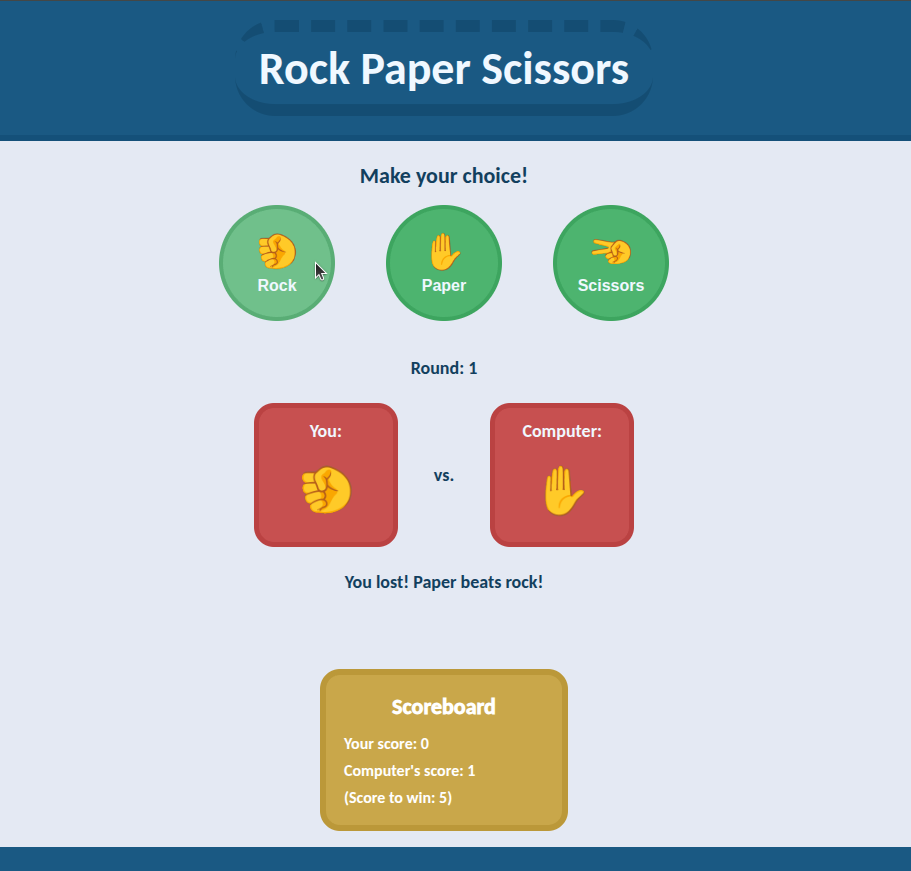 Rock Paper Scissors
Make your choice!
Rock
Paper
Scissors
Round: 1
You:
Computer:
vs.
You lost! Paper beats rock!
Scoreboard
Your score: 0
Computer's score: 1
(Score to win: 5)